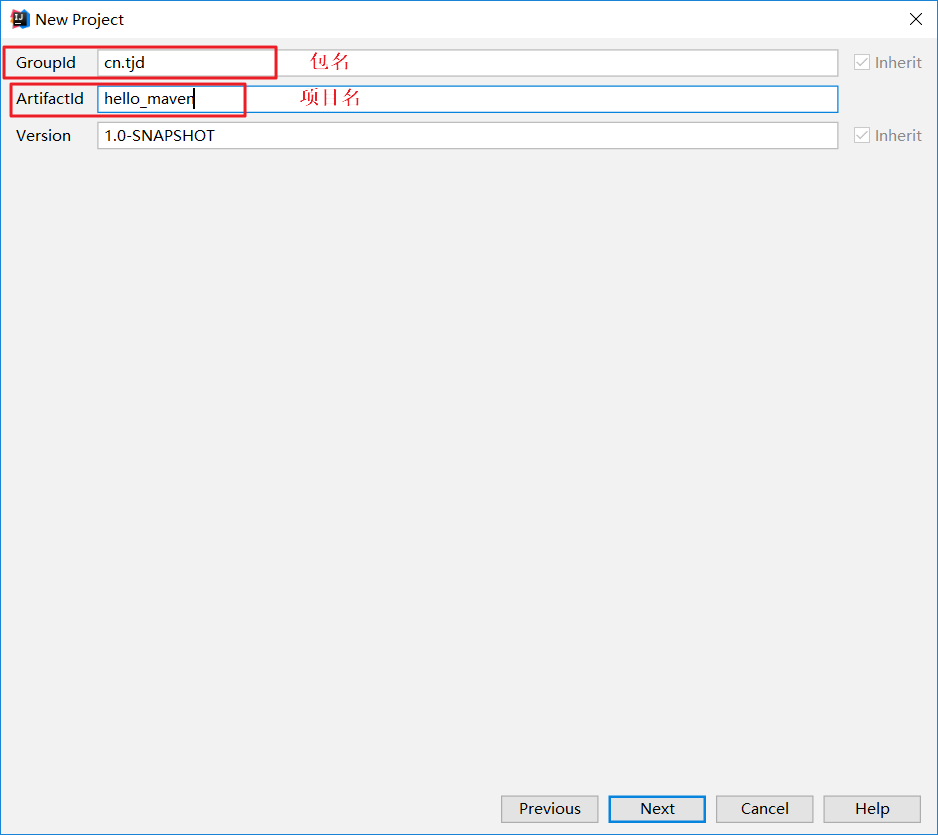 New Project
GroupId cn.tjd 包名 Inherit
ArtifactId hello_maven 项目名
Version 1.0-SNAPSHOT Inherit
Previous Next Cancel Help